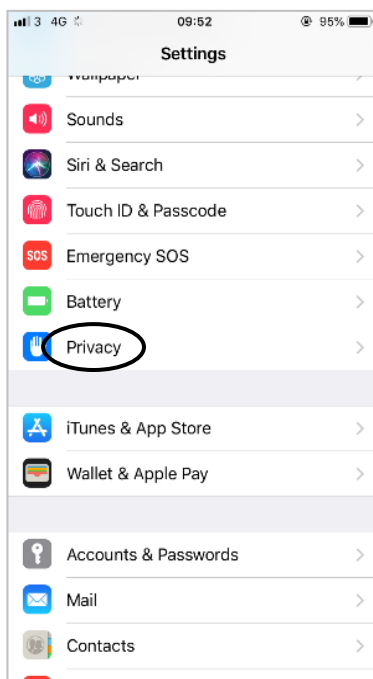 3 4G 09:52 95%
Settings
Wallpaper
Sounds
Siri & Search
Touch ID & Passcode
SOS Emergency SOS
Battery
Privacy
iTunes & App Store
Wallet & Apple Pay
Accounts & Passwords
Mail
Contacts